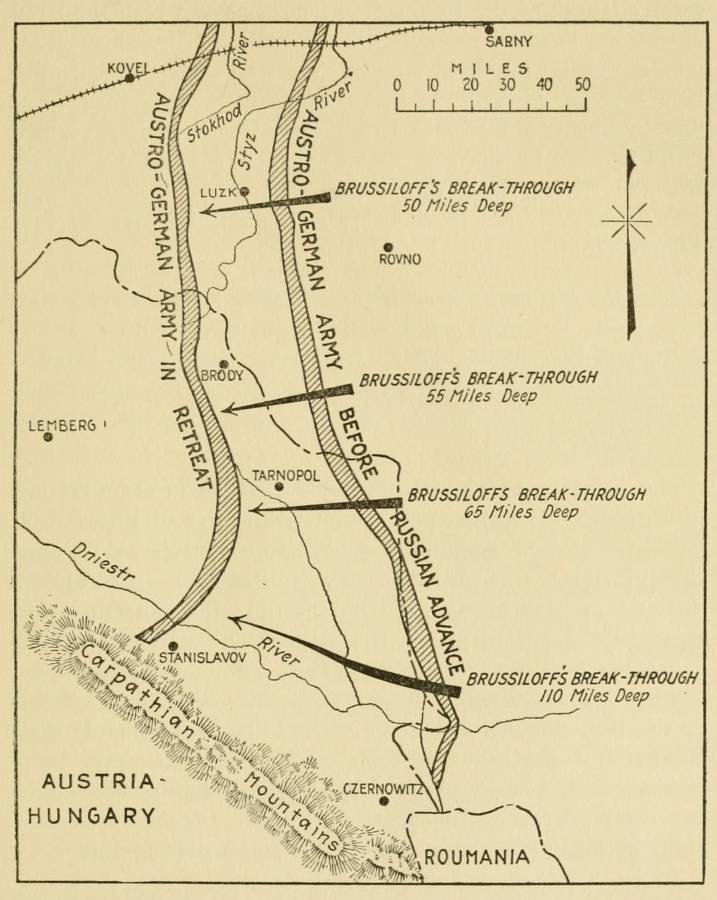 SARNY
KOVEL
MILES
0 10 20 30 40 50
River
River
Stokhod
Styz
AUSTRO-GERMAN ARMY-IN RETREAT
AUSTRO-GERMAN ARMY BEFORE RUSSIAN ADVANCE
LUZK
BRUSSILOFF'S BREAK-THROUGH
50 Miles Deep
ROVNO
BRODY
BRUSSILOFF'S BREAK-THROUGH
55 Miles Deep
LEMBERG
TARNOPOL
BRUSSILOFFS BREAK-THROUGH
65 Miles Deep
Dniestr
River
STANISLAVOV
BRUSSILOFF'S BREAK-THROUGH
110 Miles Deep
Carpathian Mountains
AUSTRIA-
HUNGARY
CZERNOWITZ
ROUMANIA